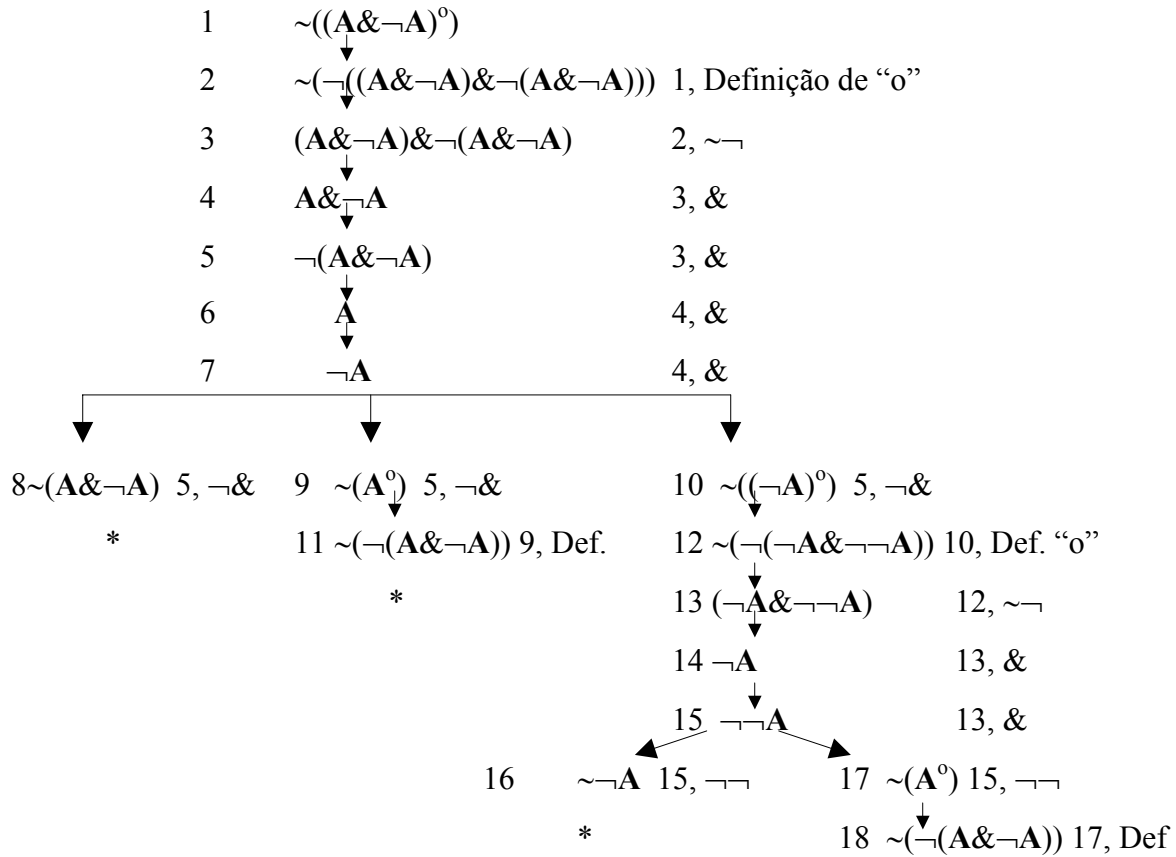 1 ~((A&¬A)º)
2 ~(¬((A&¬A)&¬(A&¬A))) 1, Definição de “o”
3 (A&¬A)&¬(A&¬A) 2, ~¬
4 A&¬A 3, &
5 ¬(A&¬A) 3, &
6 A 4, &
7 ¬A 4, &
8~(A&¬A) 5, ¬& 9 ~(Aº) 5, ¬& 10 ~((¬A)º) 5, ¬&
* 11 ~(¬(A&¬A)) 9, Def. 12 ~(¬(¬A&¬¬A)) 10, Def. “o”
* 13 (¬A&¬¬A) 12, ~¬
14 ¬A 13, &
15 ¬¬A 13, &
16 ~¬A 15, ¬¬ 17 ~(Aº) 15, ¬¬
* 18 ~(¬(A&¬A)) 17, Def